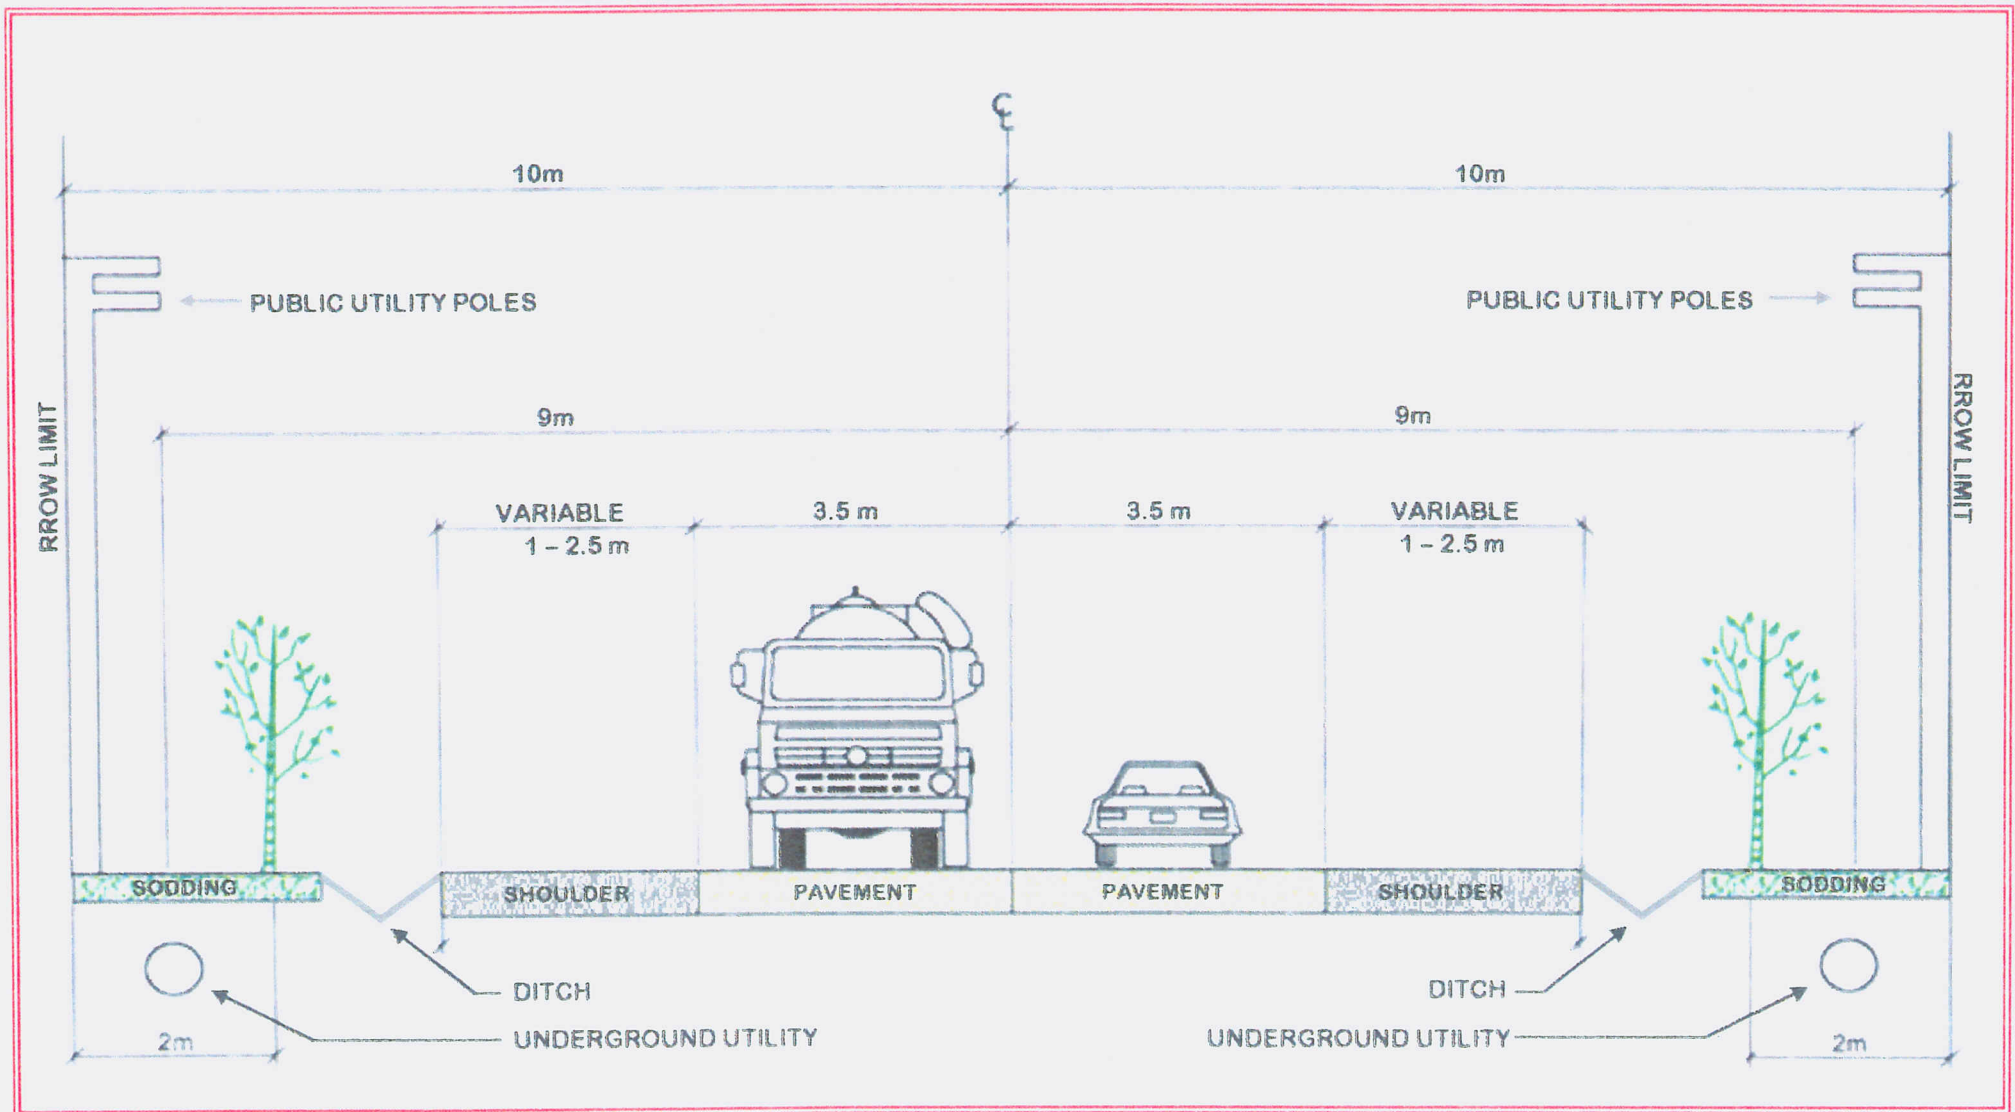 ℄
10m 10m
PUBLIC UTILITY POLES PUBLIC UTILITY POLES
RROW LIMIT RROW LIMIT
9m 9m
VARIABLE 3.5 m 3.5 m VARIABLE
1 – 2.5 m 1 – 2.5 m
SODDING SHOULDER PAVEMENT PAVEMENT SHOULDER SODDING
DITCH DITCH
UNDERGROUND UTILITY UNDERGROUND UTILITY
2m 2m